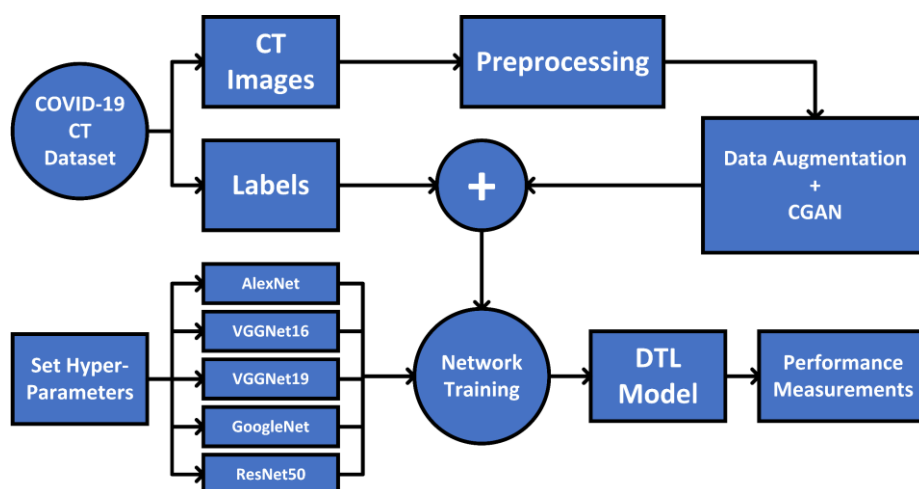 COVID-19
CT
Dataset
CT
Images
Preprocessing
Labels
+
Data Augmentation
+
CGAN
Set Hyper-
Parameters
AlexNet
VGGNet16
VGGNet19
GoogleNet
ResNet50
Network
Training
DTL
Model
Performance
Measurements